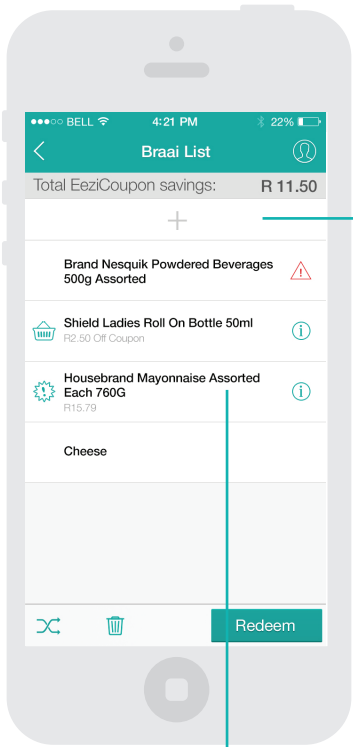 BELL 4:21 PM 22%
Braai List
Total EeziCoupon savings: R 11.50
Brand Nesquik Powdered Beverages
500g Assorted
Shield Ladies Roll On Bottle 50ml
R2.50 Off Coupon
Housebrand Mayonnaise Assorted
Each 760G
R15.79
Cheese
Redeem